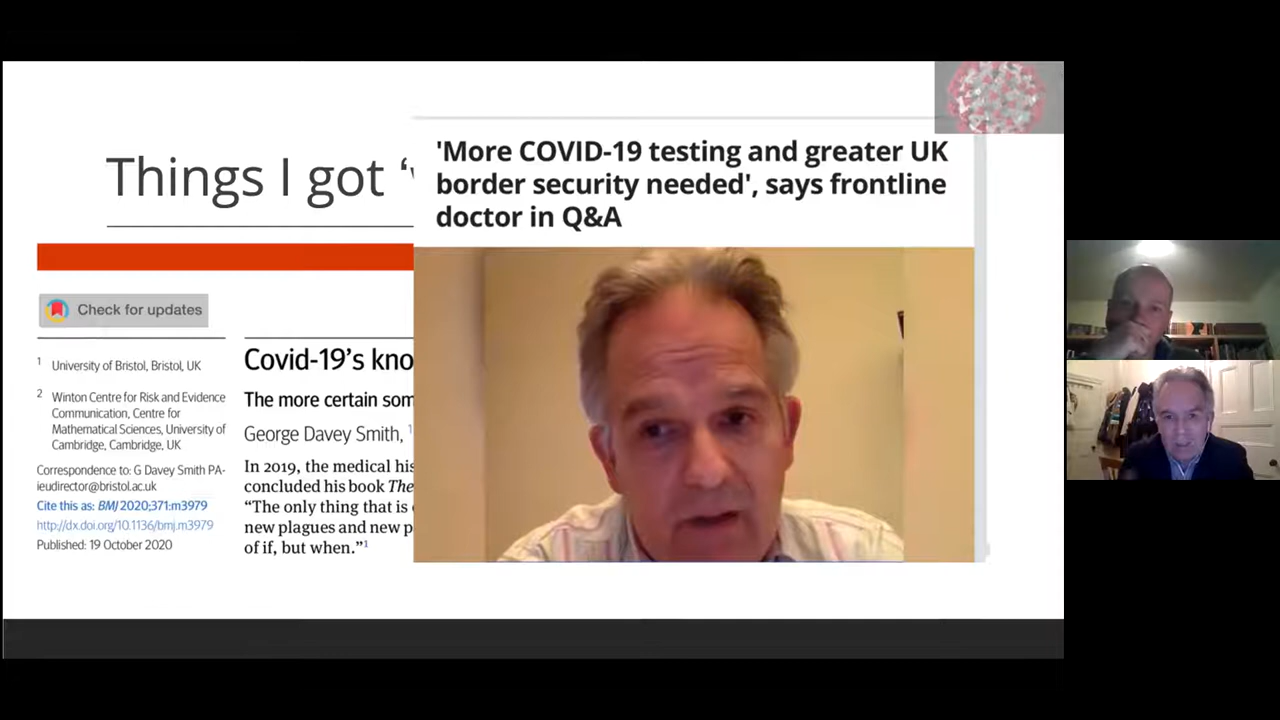 Things I got ‘
'More COVID-19 testing and greater UK
border security needed', says frontline
doctor in Q&A
Check for updates
1 University of Bristol, Bristol, UK
2 Winton Centre for Risk and Evidence
Communication, Centre for
Mathematical Sciences, University of
Cambridge, Cambridge, UK
Correspondence to: G Davey Smith PA-
ieudirector@bristol.ac.uk
Cite this as: BMJ 2020;371:m3979
http://dx.doi.org/10.1136/bmj.m3979
Published: 19 October 2020
Covid-19’s kno
The more certain som
George Davey Smith, 1
In 2019, the medical his
concluded his book The
“The only thing that is
new plagues and new p
of if, but when.”1